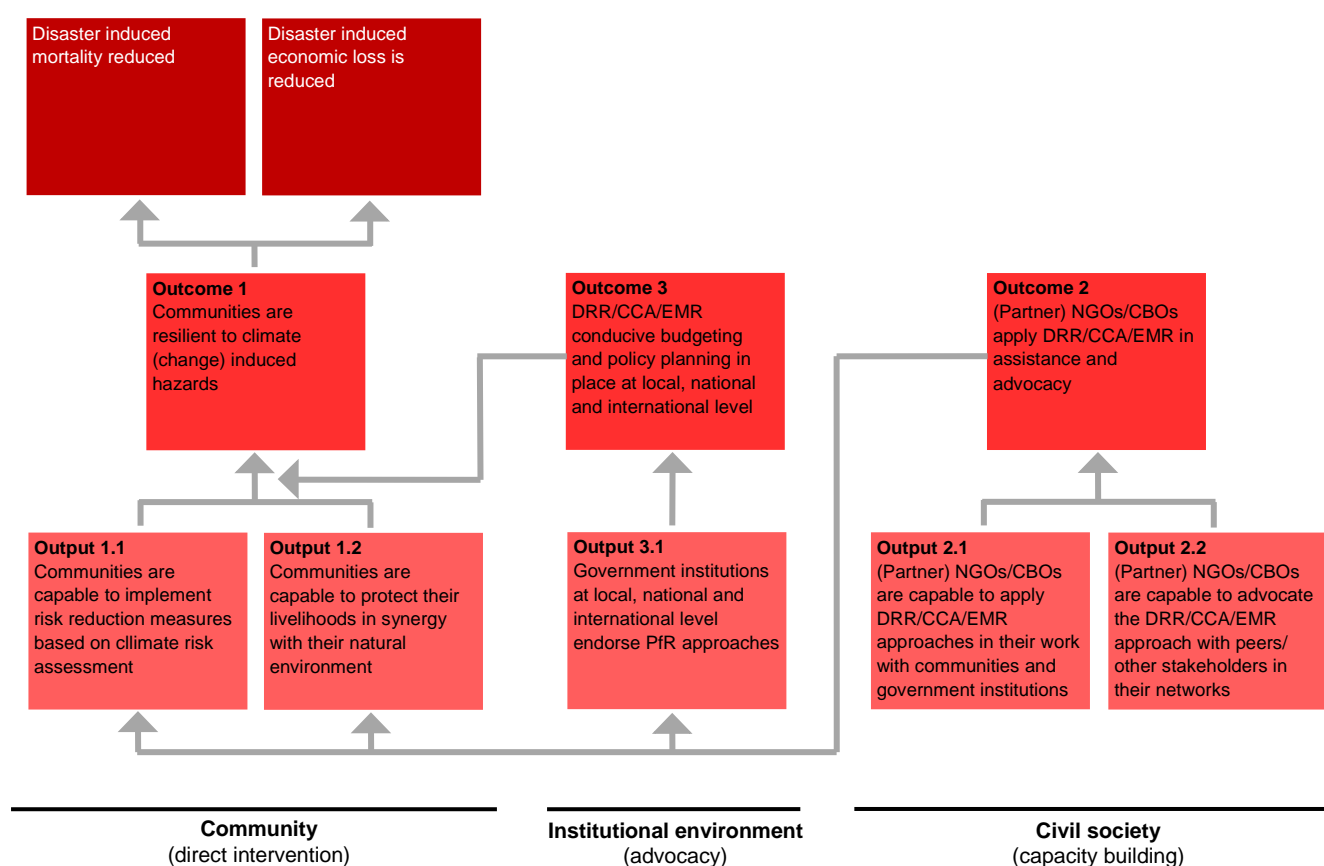 Disaster induced
mortality reduced
Disaster induced
economic loss is
reduced
Outcome 1
Communities are
resilient to climate
(change) induced
hazards
Outcome 3
DRR/CCA/EMR
conducive budgeting
and policy planning in
place at local, national
and international level
Outcome 2
(Partner) NGOs/CBOs
apply DRR/CCA/EMR in
assistance and
advocacy
Output 1.1
Communities are
capable to implement
risk reduction measures
based on cllimate risk
assessment
Output 1.2
Communities are
capable to protect their
livelihoods in synergy
with their natural
environment
Output 3.1
Government institutions
at local, national and
international level
endorse PfR approaches
Output 2.1
(Partner) NGOs/CBOs
are capable to apply
DRR/CCA/EMR
approaches in their work
with communities and
government institutions
Output 2.2
(Partner) NGOs/CBOs
are capable to advocate
the DRR/CCA/EMR
approach with peers/
other stakeholders in
their networks
Community
(direct intervention)
Institutional environment
(advocacy)
Civil society
(capacity building)